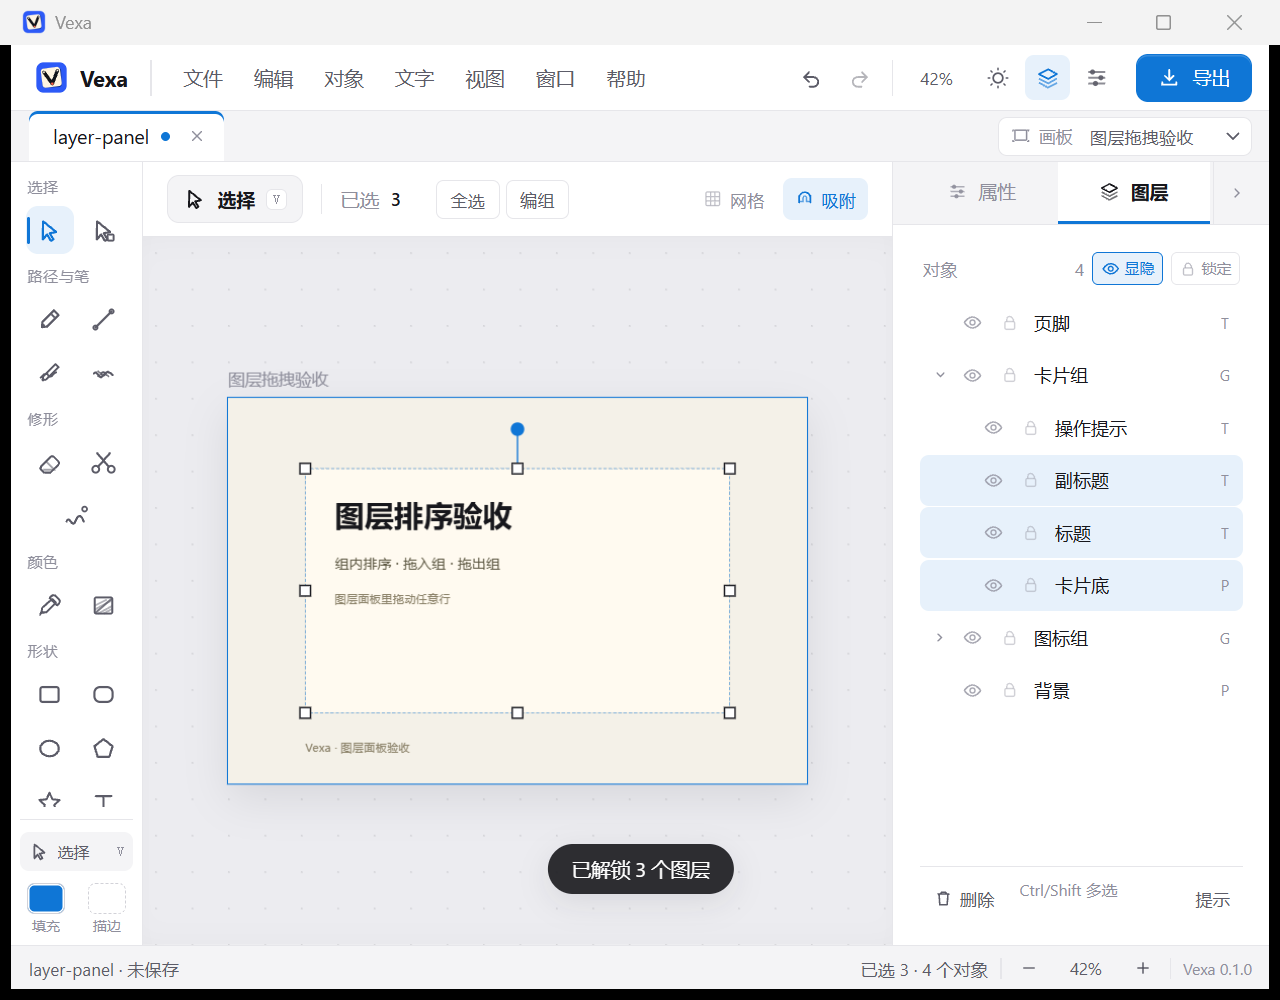 Vexa
Vexa 文件 编辑 对象 文字 视图 窗口 帮助 42% 导出
layer-panel 画板 图层拖拽验收
选择
选择 V 已选 3 全选 编组 网格 吸附
属性 图层
路径与笔
修形
颜色
形状
选择 V
填充 描边
图层拖拽验收
图层排序验收
组内排序 · 拖入组 · 拖出组
图层面板里拖动任意行
Vexa · 图层面板验收
已解锁 3 个图层
对象 4 显隐 锁定
页脚 T
卡片组 G
操作提示 T
副标题 T
标题 T
卡片底 P
图标组 G
背景 P
删除 Ctrl/Shift 多选 提示
layer-panel · 未保存 已选 3 · 4 个对象 42% Vexa 0.1.0